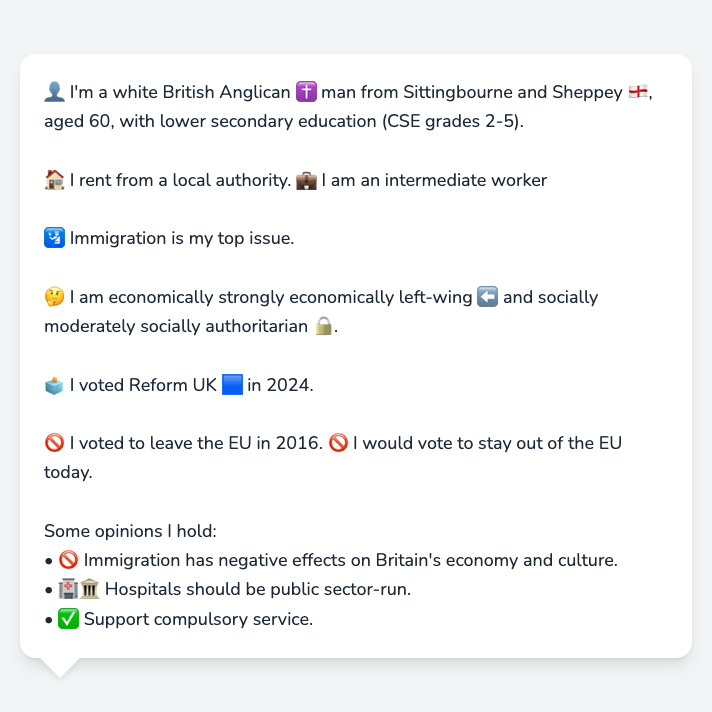 👤 I'm a white British Anglican ✝️ man from Sittingbourne and Sheppey 🏴󠁧󠁢󠁥󠁮󠁧󠁿,
aged 60, with lower secondary education (CSE grades 2-5).
🏠 I rent from a local authority. 💼 I am an intermediate worker
🛂 Immigration is my top issue.
🤔 I am economically strongly economically left-wing ⬅️ and socially
moderately socially authoritarian 🔒.
🗳️ I voted Reform UK 🟦 in 2024.
🚫 I voted to leave the EU in 2016. 🚫 I would vote to stay out of the EU
today.
Some opinions I hold:
• 🚫 Immigration has negative effects on Britain's economy and culture.
• 🏥🏛️ Hospitals should be public sector-run.
• ✅ Support compulsory service.